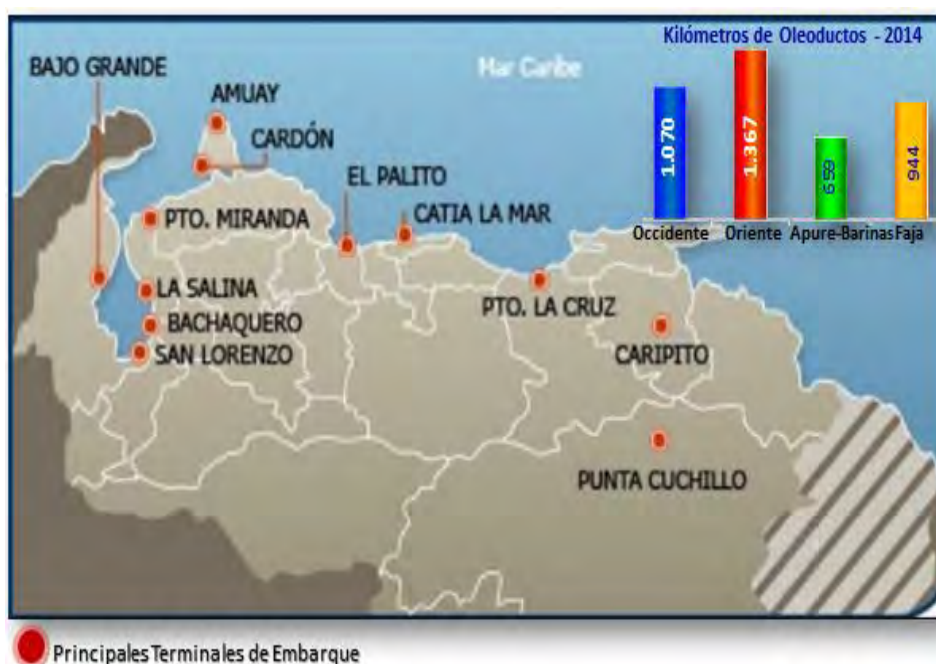 Kilómetros de Oleoductos - 2014
Mar Caribe
BAJO GRANDE
AMUAY
CARDÓN
EL PALITO
PTO. MIRANDA
CATIA LA MAR
1.070
1.367
659
944
Occidente Oriente Apure-Barinas Faja
LA SALINA
PTO. LA CRUZ
BACHAQUERO
SAN LORENZO
CARIPITO
PUNTA CUCHILLO
Principales Terminales de Embarque